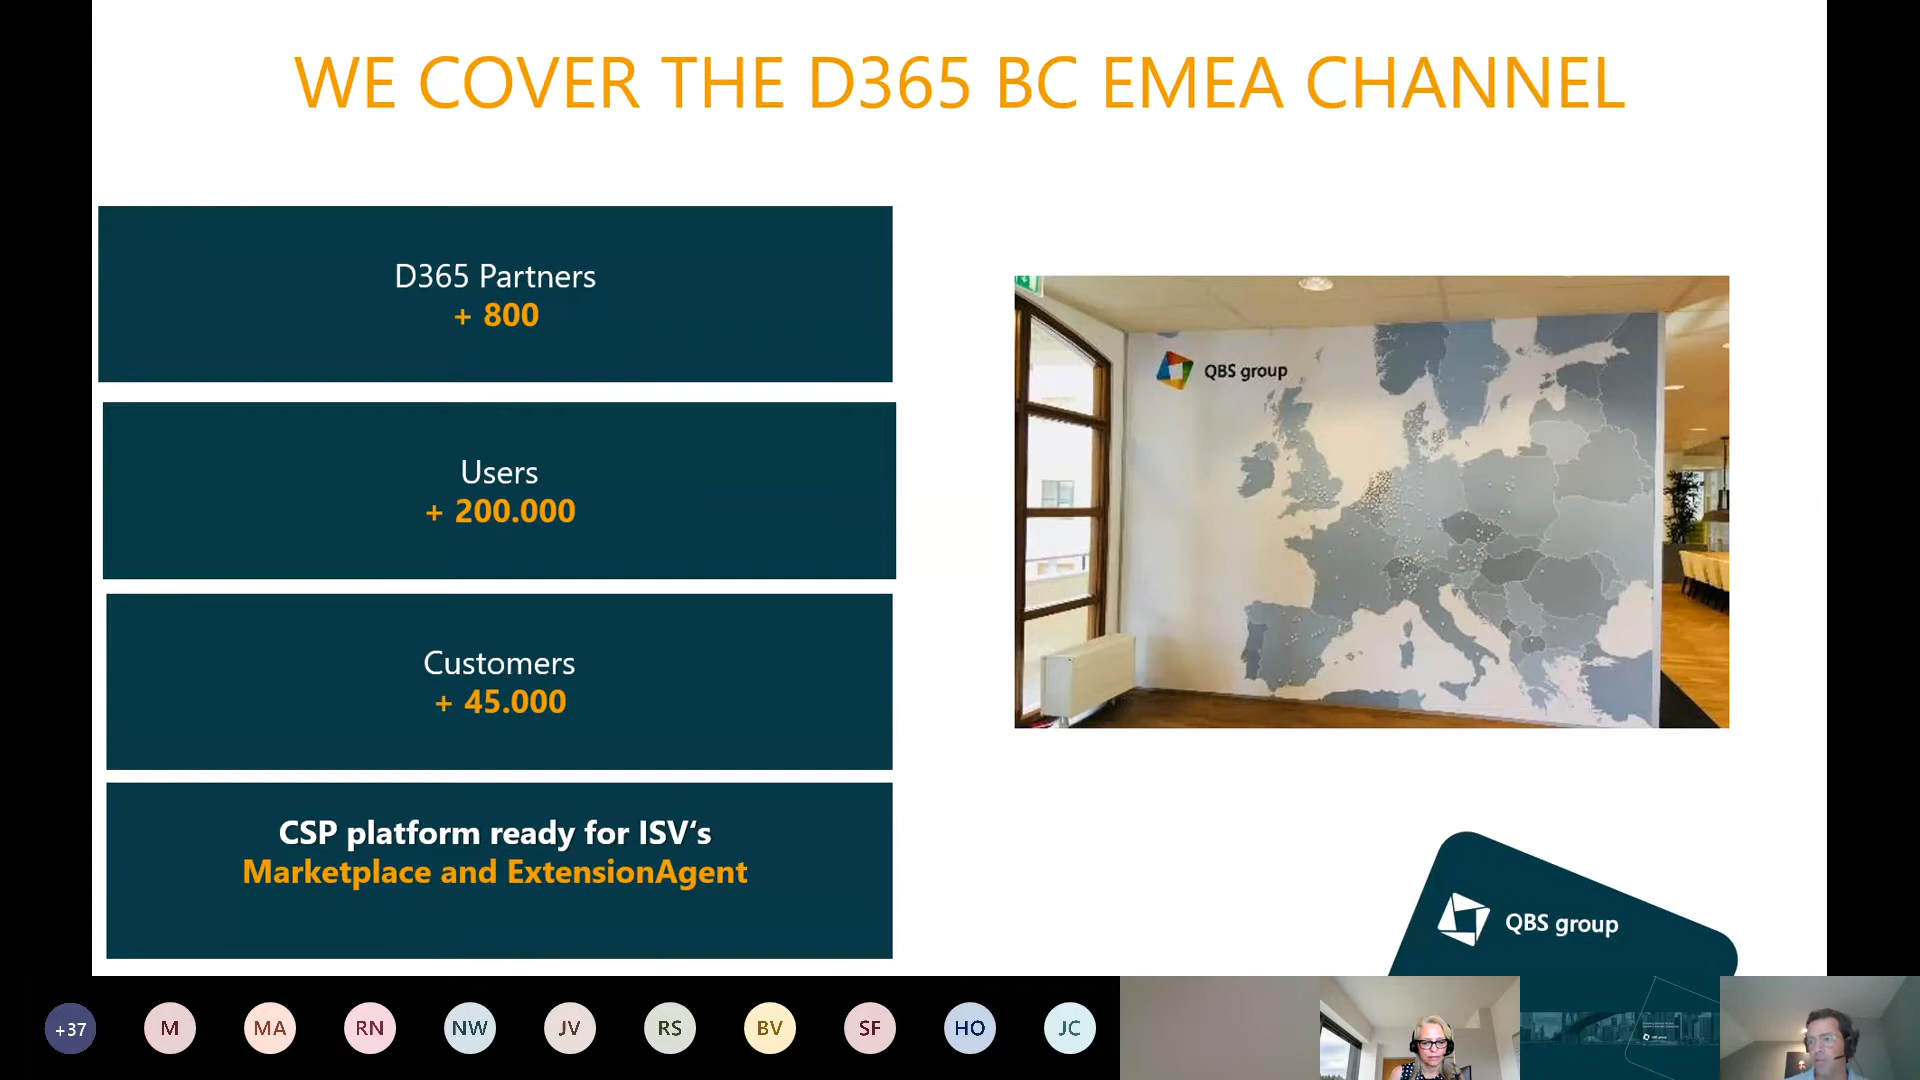 WE COVER THE D365 BC EMEA CHANNEL
D365 Partners
+ 800
Users
+ 200.000
Customers
+ 45.000
CSP platform ready for ISV‘s
Marketplace and ExtensionAgent
QBS group
QBS group
+37
M
MA
RN
NW
JV
RS
BV
SF
HO
JC